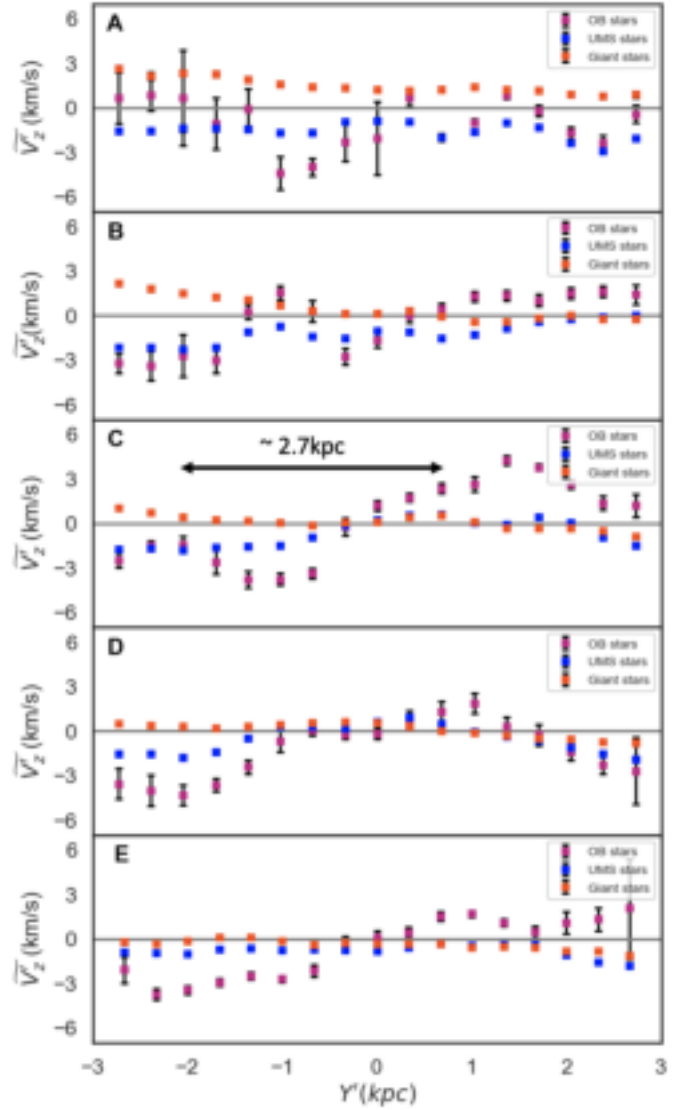 A
OB stars
UMS stars
Giant stars
6
3
0
−3
−6
Ṽ′z (km/s)
B
OB stars
UMS stars
Giant stars
6
3
0
−3
−6
Ṽ′z (km/s)
C
~ 2.7kpc
OB stars
UMS stars
Giant stars
6
3
0
−3
−6
Ṽ′z (km/s)
D
OB stars
UMS stars
Giant stars
6
3
0
−3
−6
Ṽ′z (km/s)
E
OB stars
UMS stars
Giant stars
6
3
0
−3
−6
Ṽ′z (km/s)
−3 −2 −1 0 1 2 3
Y′(kpc)